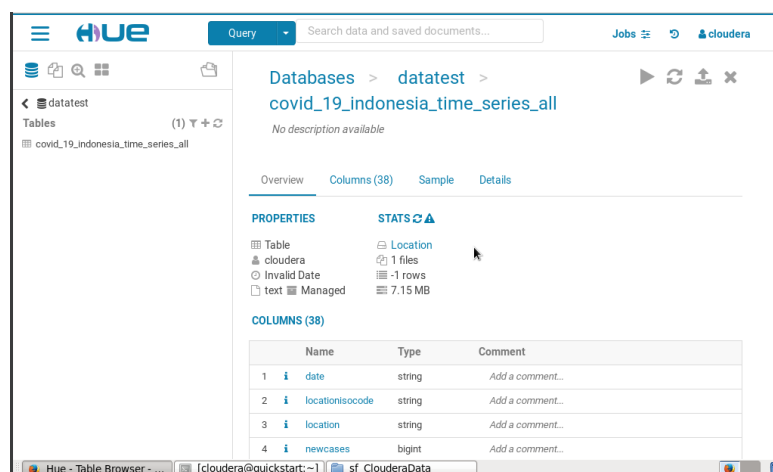 HUE
Query
Search data and saved documents...
Jobs
cloudera
datatest
Tables
(1)
covid_19_indonesia_time_series_all
Databases > datatest >
covid_19_indonesia_time_series_all
No description available
Overview Columns (38) Sample Details
PROPERTIES
Table
cloudera
Invalid Date
text Managed
STATS
Location
1 files
-1 rows
7.15 MB
COLUMNS (38)
Name Type Comment
1 i date string Add a comment...
2 i locationisocode string Add a comment...
3 i location string Add a comment...
4 i newcases bigint Add a comment...
Hue - Table Browser - ... [cloudera@quickstart:~] sf_ClouderaData